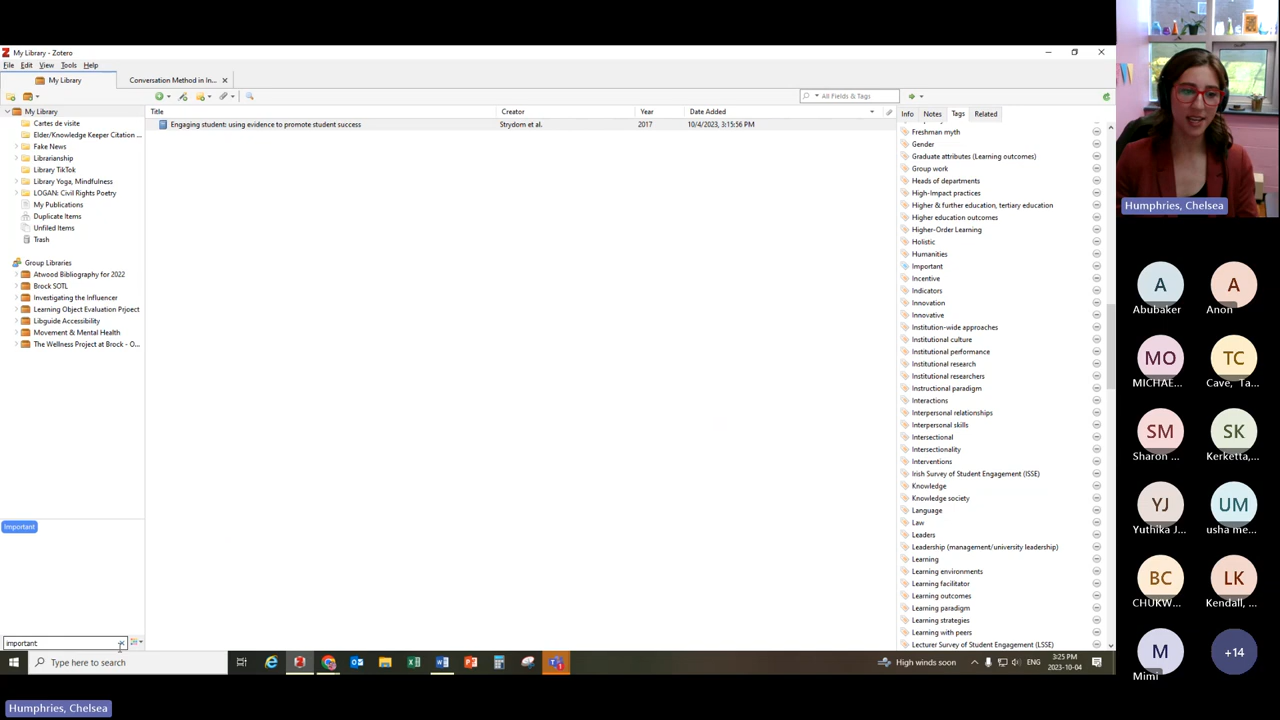 My Library - Zotero
File Edit View Tools Help
My Library
Conversation Method in In...
All Fields & Tags
My Library
Cartes de visite
Elder/Knowledge Keeper Citation ...
Fake News
Librarianship
Library TikTok
Library Yoga, Mindfulness
LOGAN: Civil Rights Poetry
My Publications
Duplicate Items
Unfiled Items
Trash
Group Libraries
Atwood Bibliography for 2022
Brock SOTL
Investigating the Influencer
Learning Object Evaluation Prjoect
Libguide Accessibility
Movement & Mental Health
The Wellness Project at Brock - O...
Important
important
Title Creator Year Date Added
Engaging student: using evidence to promote student success Strydom et al. 2017 10/4/2023, 3:15:56 PM
Info Notes Tags Related
Freshman myth
Gender
Graduate attributes (Learning outcomes)
Group work
Heads of departments
High-Impact practices
Higher & further education, tertiary education
Higher education outcomes
Higher-Order Learning
Holistic
Humanities
Important
Incentive
Indicators
Innovation
Innovative
Institution-wide approaches
Institutional culture
Institutional performance
Institutional research
Institutional researchers
Instructional paradigm
Interactions
Interpersonal relationships
Interpersonal skills
Intersectional
Intersectionality
Interventions
Irish Survey of Student Engagement (ISSE)
Knowledge
Knowledge society
Language
Law
Leaders
Leadership (management/university leadership)
Learning
Learning environments
Learning facilitator
Learning outcomes
Learning paradigm
Learning strategies
Learning with peers
Lecturer Survey of Student Engagement (LSSE)
Type here to search
High winds soon
ENG
3:25 PM
2023-10-04
Humphries, Chelsea
Humphries, Chelsea
A A
Abubaker Anon
MO TC
MICHAE... Cave, Ta...
SM SK
Sharon ... Kerketta,...
YJ UM
Yuthika J... usha me...
BC LK
CHUKW... Kendall, ...
M +14
Mimi